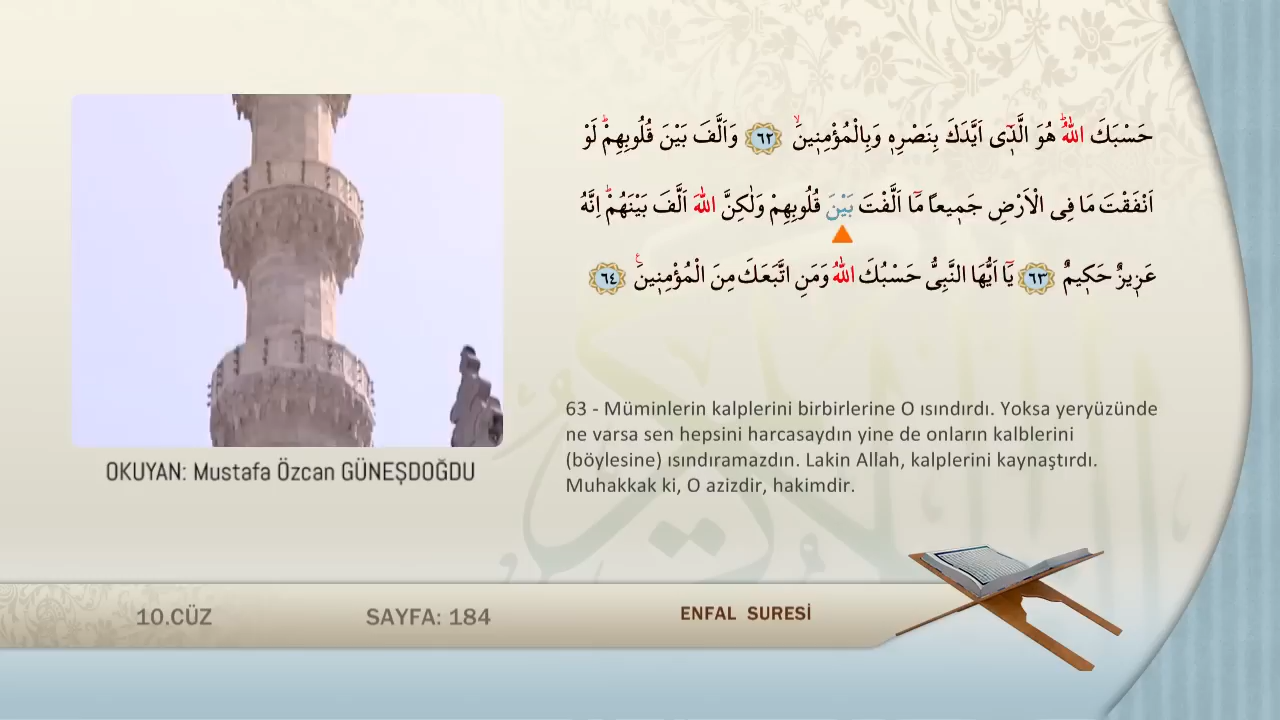 حَسْبَكَ اللّٰهُۜ هُوَ الَّذ۪ٓى اَيَّدَكَ بِنَصْرِه۪ وَبِالْمُؤْمِن۪ينَۙ ﴿٦٢﴾ وَاَلَّفَ بَيْنَ قُلُوبِهِمْۜ لَوْ
اَنْفَقْتَ مَا فِى الْاَرْضِ جَم۪يعاً مَٓا اَلَّفْتَ بَيْنَ قُلُوبِهِمْ وَلٰكِنَّ اللّٰهَ اَلَّفَ بَيْنَهُمْۜ اِنَّهُ
عَز۪يزٌ حَك۪يمٌ ﴿٦٣﴾ يَٓا اَيُّهَا النَّبِىُّ حَسْبُكَ اللّٰهُ وَمَنِ اتَّبَعَكَ مِنَ الْمُؤْمِن۪ينَ۟ ﴿٦٤﴾
63 - Müminlerin kalplerini birbirlerine O ısındırdı. Yoksa yeryüzünde
ne varsa sen hepsini harcasaydın yine de onların kalblerini
(böylesine) ısındıramazdın. Lakin Allah, kalplerini kaynaştırdı.
Muhakkak ki, O azizdir, hakimdir.
OKUYAN: Mustafa Özcan GÜNEŞDOĞDU
10.CÜZ
SAYFA: 184
ENFAL SURESİ